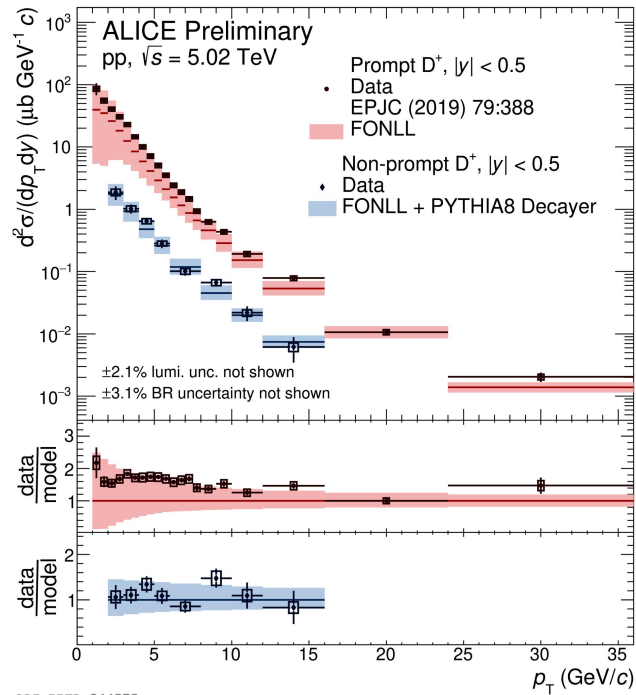 ALICE Preliminary
pp, √s = 5.02 TeV
Prompt D⁺, |y| < 0.5
Data
EPJC (2019) 79:388
FONLL
Non-prompt D⁺, |y| < 0.5
Data
FONLL + PYTHIA8 Decayer
±2.1% lumi. unc. not shown
±3.1% BR uncertainty not shown
d²σ/(dp_T dy) (μb GeV⁻¹ c)
10³
10²
10
1
10⁻¹
10⁻²
10⁻³
data
model
3
2
1
data
model
2
1
0
0 5 10 15 20 25 30 35
p_T (GeV/c)